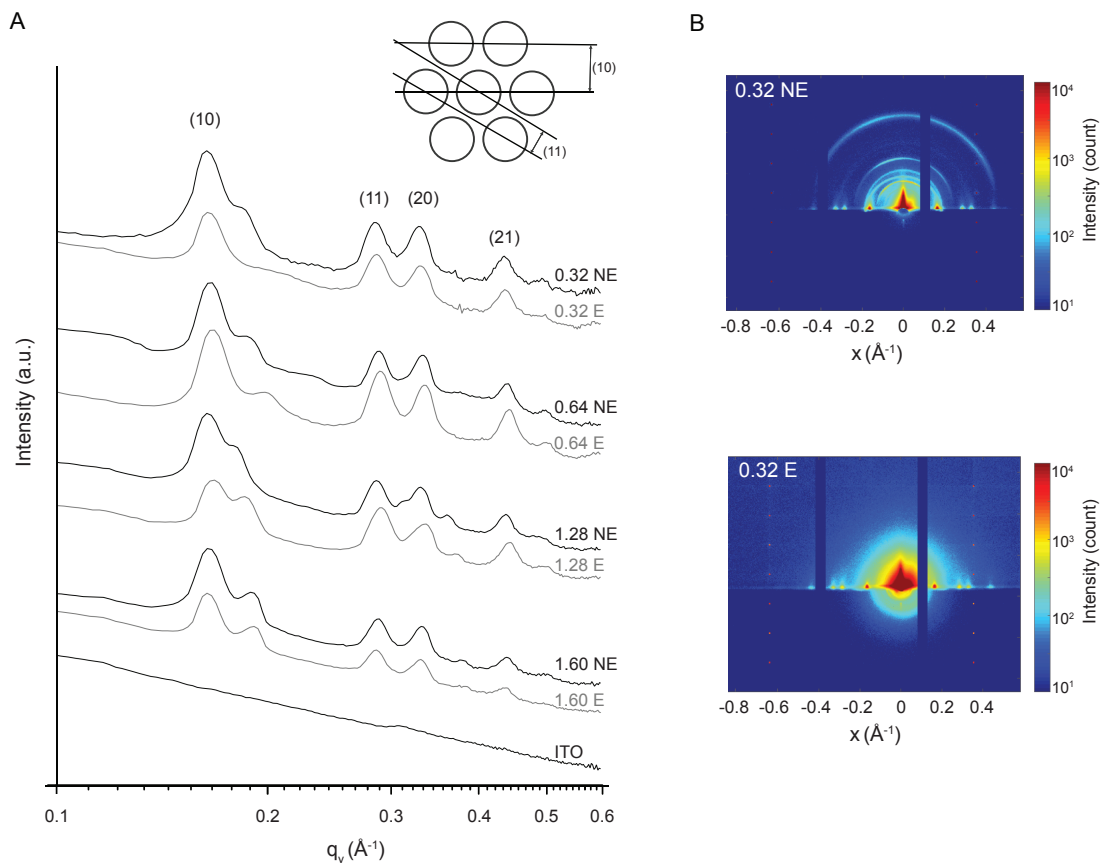 A
(10)
(11)
(10)
(11)
(20)
(21)
0.32 NE
0.32 E
0.64 NE
0.64 E
1.28 NE
1.28 E
1.60 NE
1.60 E
ITO
Intensity (a.u.)
0.1 0.2 0.3 0.4 0.5 0.6
q_y (Å⁻¹)
B
0.32 NE
10⁴
10³
10²
10¹
Intensity (count)
-0.8 -0.6 -0.4 -0.2 0 0.2 0.4
x (Å⁻¹)
0.32 E
10⁴
10³
10²
10¹
Intensity (count)
-0.8 -0.6 -0.4 -0.2 0 0.2 0.4
x (Å⁻¹)